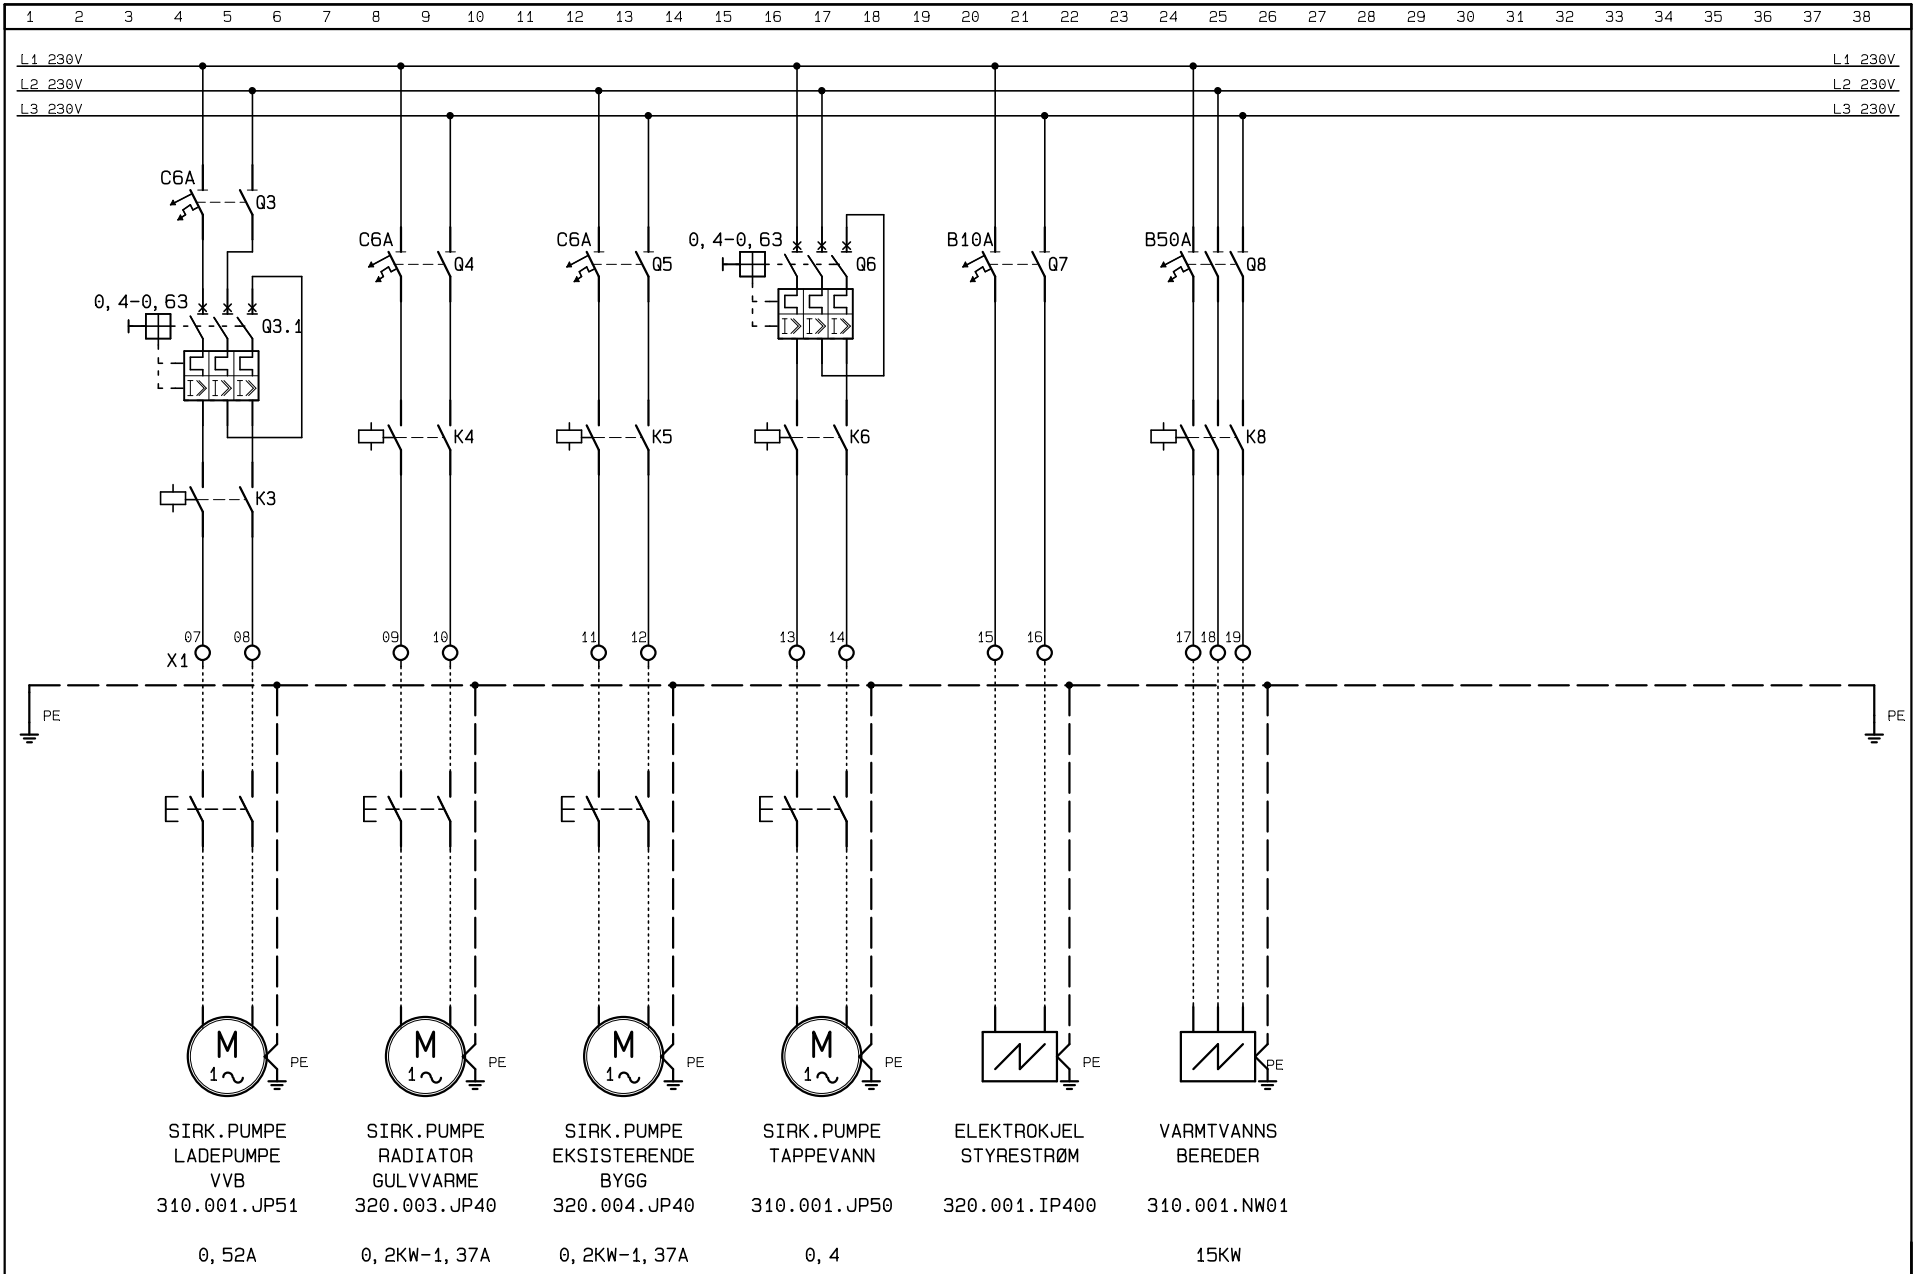 1 2 3 4 5 6 7 8 9 10 11 12 13 14 15 16 17 18 19 20 21 22 23 24 25 26 27 28 29 30 31 32 33 34 35 36 37 38
L1 230V L1 230V
L2 230V L2 230V
L3 230V L3 230V
C6A Q3
C6A Q4
C6A Q5
0,4-0,63 Q6
B10A Q7
B50A Q8
0,4-0,63 Q3.1
I> I> I>
I> I> I>
K4 K5 K6 K8
K3
X1 07 08 09 10 11 12 13 14 15 16 17 18 19
PE PE
M M M M
1~ 1~ 1~ 1~
PE PE PE PE PE PE
SIRK.PUMPE
LADEPUMPE
VVB
310.001.JP51
0,52A
SIRK.PUMPE
RADIATOR
GULVVARME
320.003.JP40
0,2KW-1,37A
SIRK.PUMPE
EKSISTERENDE
BYGG
320.004.JP40
0,2KW-1,37A
SIRK.PUMPE
TAPPEVANN
310.001.JP50
0,4
ELEKTROKJEL
STYRESTRØM
320.001.IP400
VARMTVANNS
BEREDER
310.001.NW01
15KW